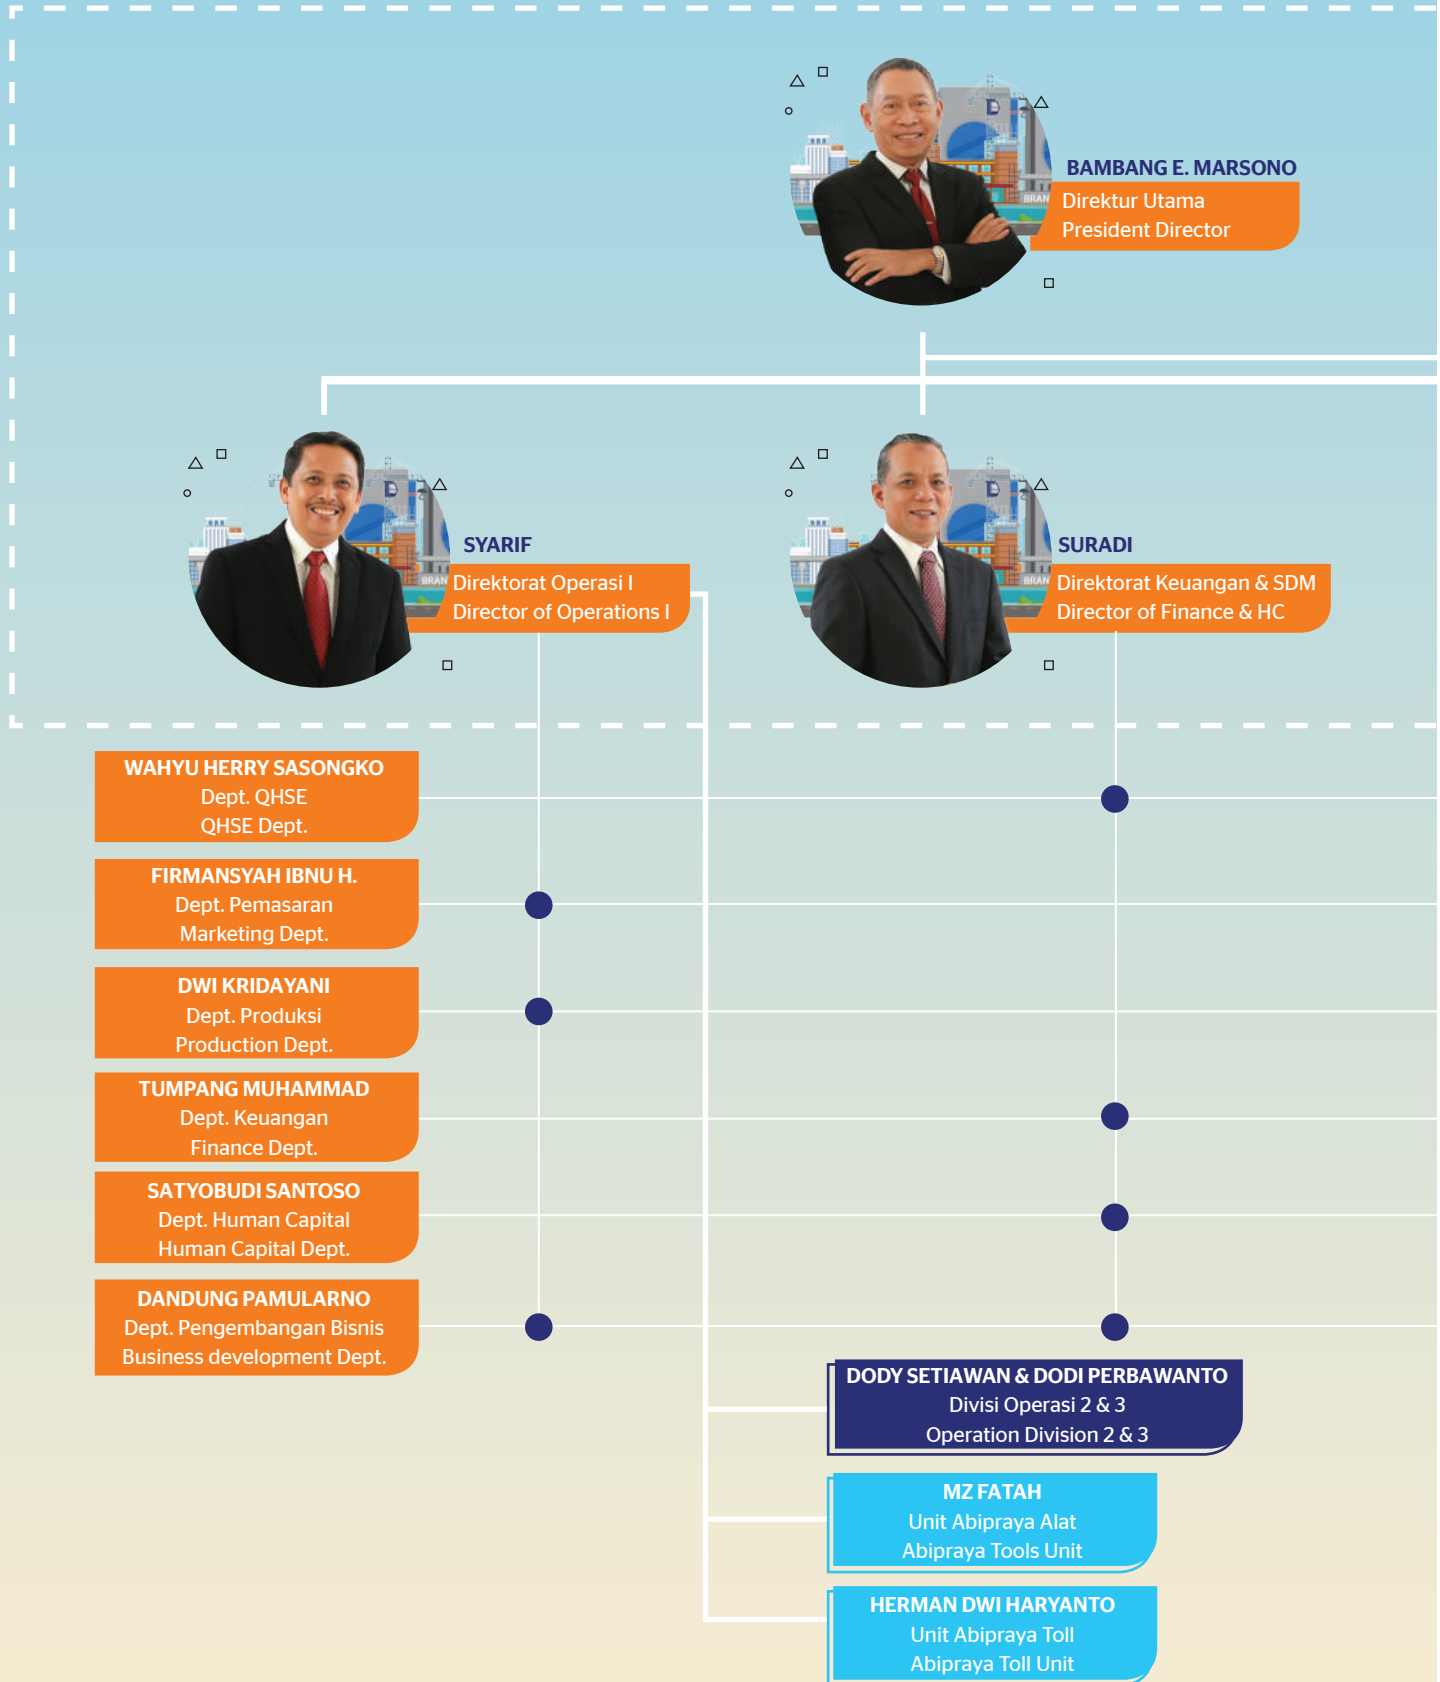 BAMBANG E. MARSONO
Direktur Utama
President Director
SYARIF
Direktorat Operasi I
Director of Operations I
SURADI
Direktorat Keuangan & SDM
Director of Finance & HC
BRAN
BRAN
BRAN
WAHYU HERRY SASONGKO
Dept. QHSE
QHSE Dept.
FIRMANSYAH IBNU H.
Dept. Pemasaran
Marketing Dept.
DWI KRIDAYANI
Dept. Produksi
Production Dept.
TUMPANG MUHAMMAD
Dept. Keuangan
Finance Dept.
SATYOBUDI SANTOSO
Dept. Human Capital
Human Capital Dept.
DANDUNG PAMULARNO
Dept. Pengembangan Bisnis
Business development Dept.
DODY SETIAWAN & DODI PERBAWANTO
Divisi Operasi 2 & 3
Operation Division 2 & 3
MZ FATAH
Unit Abipraya Alat
Abipraya Tools Unit
HERMAN DWI HARYANTO
Unit Abipraya Toll
Abipraya Toll Unit